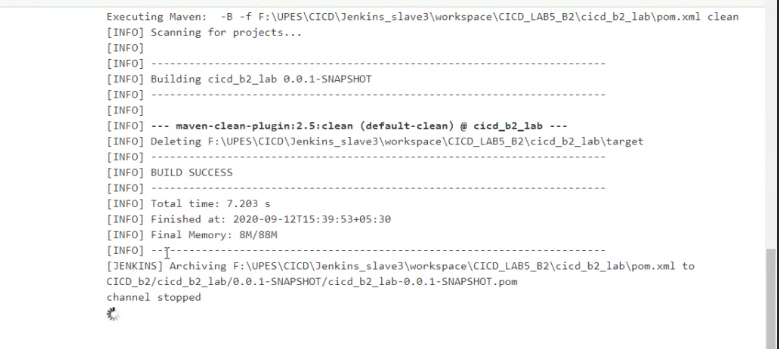 Executing Maven:  -B -f F:\UPES\CICD\Jenkins_slave3\workspace\CICD_LAB5_B2\cicd_b2_lab\pom.xml clean
[INFO] Scanning for projects...
[INFO]
[INFO] ------------------------------------------------------------------------
[INFO] Building cicd_b2_lab 0.0.1-SNAPSHOT
[INFO] ------------------------------------------------------------------------
[INFO]
[INFO] --- maven-clean-plugin:2.5:clean (default-clean) @ cicd_b2_lab ---
[INFO] Deleting F:\UPES\CICD\Jenkins_slave3\workspace\CICD_LAB5_B2\cicd_b2_lab\target
[INFO] ------------------------------------------------------------------------
[INFO] BUILD SUCCESS
[INFO] ------------------------------------------------------------------------
[INFO] Total time: 7.203 s
[INFO] Finished at: 2020-09-12T15:39:53+05:30
[INFO] Final Memory: 8M/88M
[INFO] ------------------------------------------------------------------------
[JENKINS] Archiving F:\UPES\CICD\Jenkins_slave3\workspace\CICD_LAB5_B2\cicd_b2_lab\pom.xml to
CICD_b2/cicd_b2_lab/0.0.1-SNAPSHOT/cicd_b2_lab-0.0.1-SNAPSHOT.pom
channel stopped